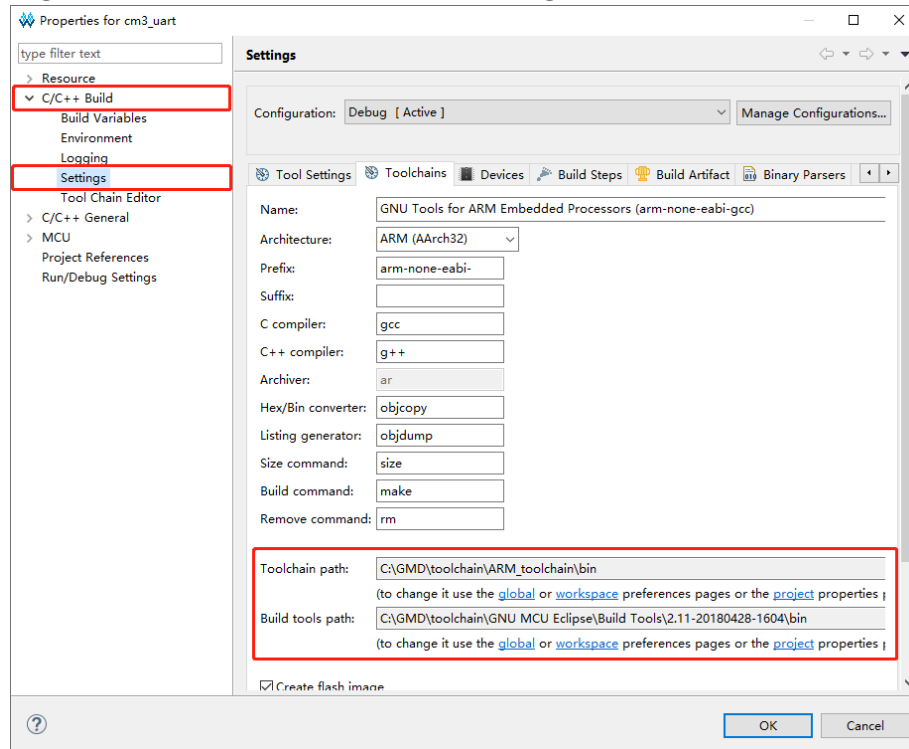 Properties for cm3_uart
type filter text
Settings
Resource
C/C++ Build
Build Variables
Environment
Logging
Settings
Tool Chain Editor
C/C++ General
MCU
Project References
Run/Debug Settings
Configuration: Debug [ Active ] Manage Configurations...
Tool Settings Toolchains Devices Build Steps Build Artifact Binary Parsers
Name: GNU Tools for ARM Embedded Processors (arm-none-eabi-gcc)
Architecture: ARM (AArch32)
Prefix: arm-none-eabi-
Suffix:
C compiler: gcc
C++ compiler: g++
Archiver: ar
Hex/Bin converter: objcopy
Listing generator: objdump
Size command: size
Build command: make
Remove command: rm
Toolchain path: C:\GMD\toolchain\ARM_toolchain\bin
(to change it use the global or workspace preferences pages or the project properties
Build tools path: C:\GMD\toolchain\GNU MCU Eclipse\Build Tools\2.11-20180428-1604\bin
(to change it use the global or workspace preferences pages or the project properties
Create flash image
OK Cancel